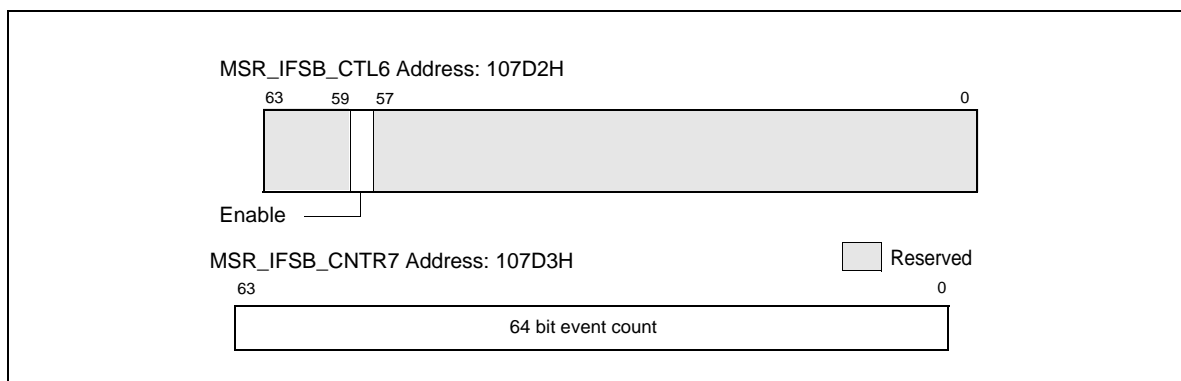 MSR_IFSB_CTL6 Address: 107D2H
63 59 57 0
Enable
MSR_IFSB_CNTR7 Address: 107D3H
Reserved
63 0
64 bit event count